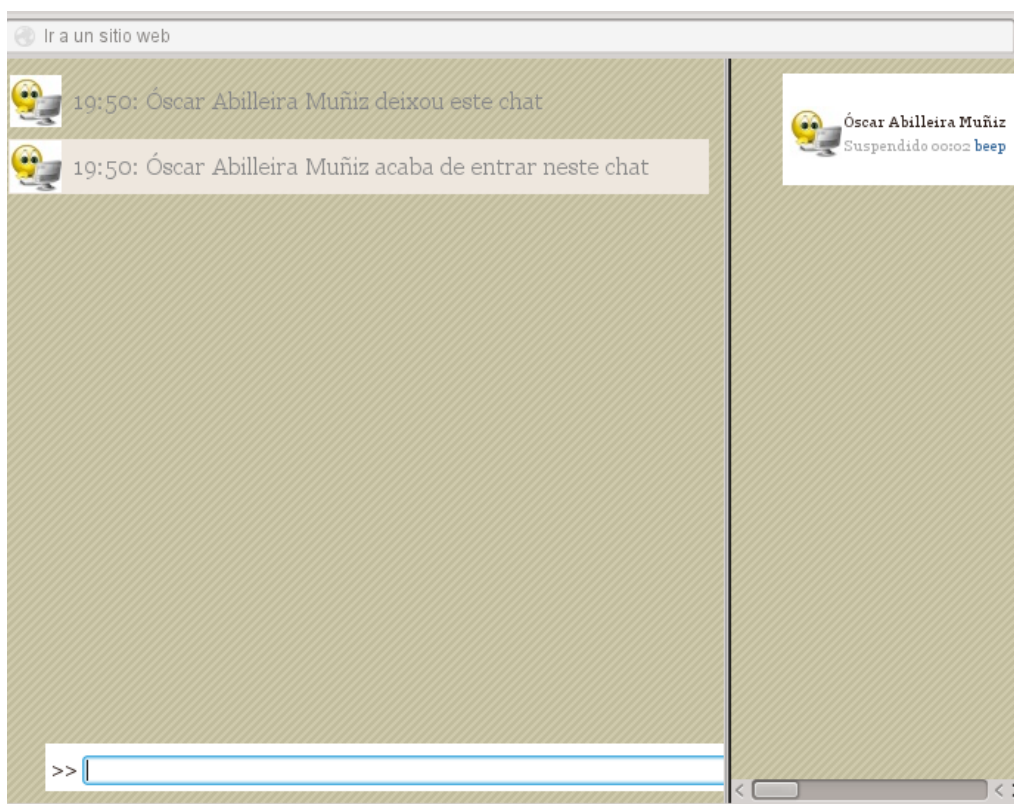 Ir a un sitio web
19:50: Óscar Abilleira Muñiz deixou este chat
19:50: Óscar Abilleira Muñiz acaba de entrar neste chat
Óscar Abilleira Muñiz
Suspendido 00:02 beep
>>